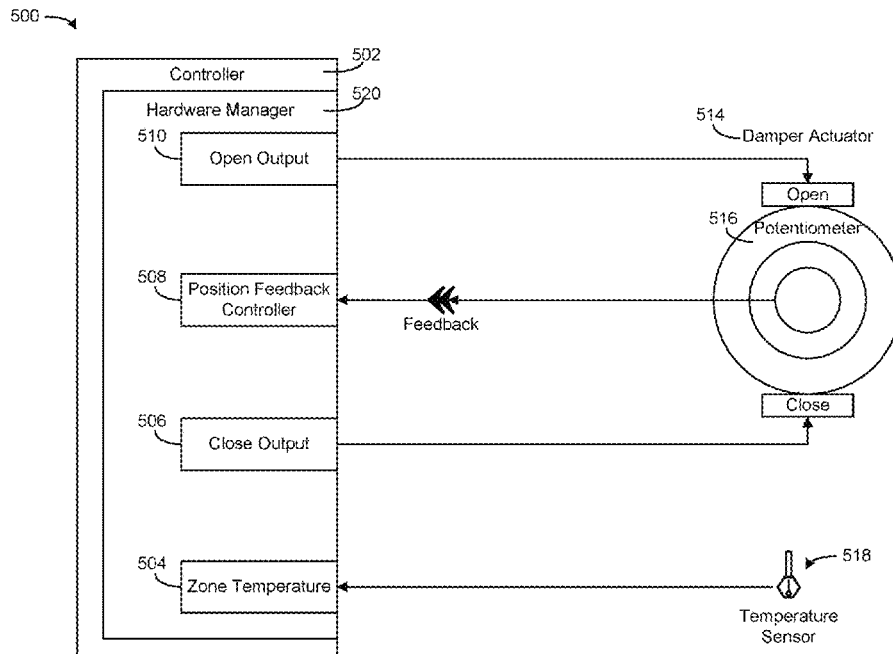 500
502
Controller
520
Hardware Manager
510
Open Output
514
Damper Actuator
Open
516
Potentiometer
508
Position Feedback
Controller
Feedback
Close
506
Close Output
504
Zone Temperature
518
Temperature
Sensor